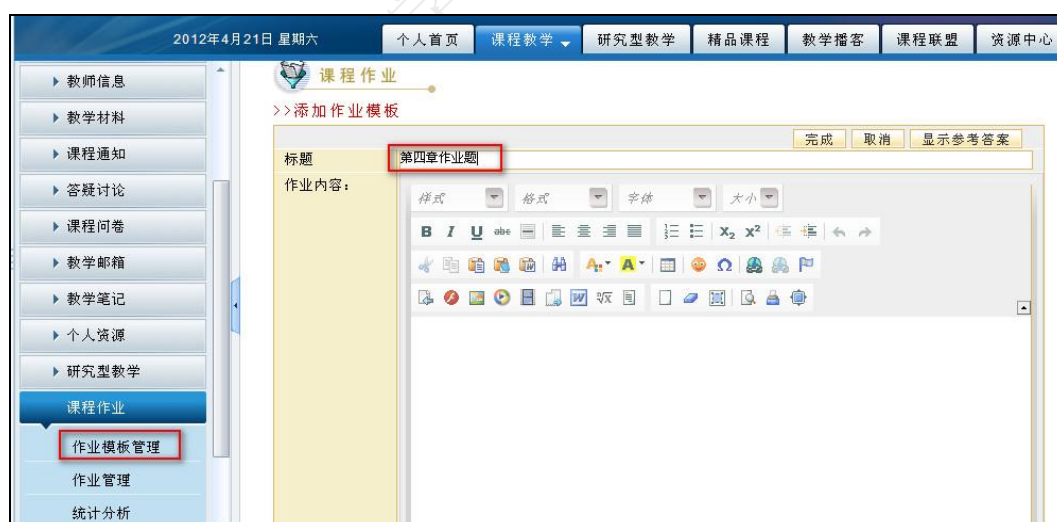 2012年4月21日 星期六
个人首页 课程教学 研究型教学 精品课程 教学播客 课程联盟 资源中心
教师信息
教学材料
课程通知
答疑讨论
课程问卷
教学邮箱
教学笔记
个人资源
研究型教学
课程作业
作业模板管理
作业管理
统计分析
课程作业
>>添加作业模板
完成 取消 显示参考答案
标题 第四章作业题
作业内容：
样式 格式 字体 大小
B I U abc X₂ X²